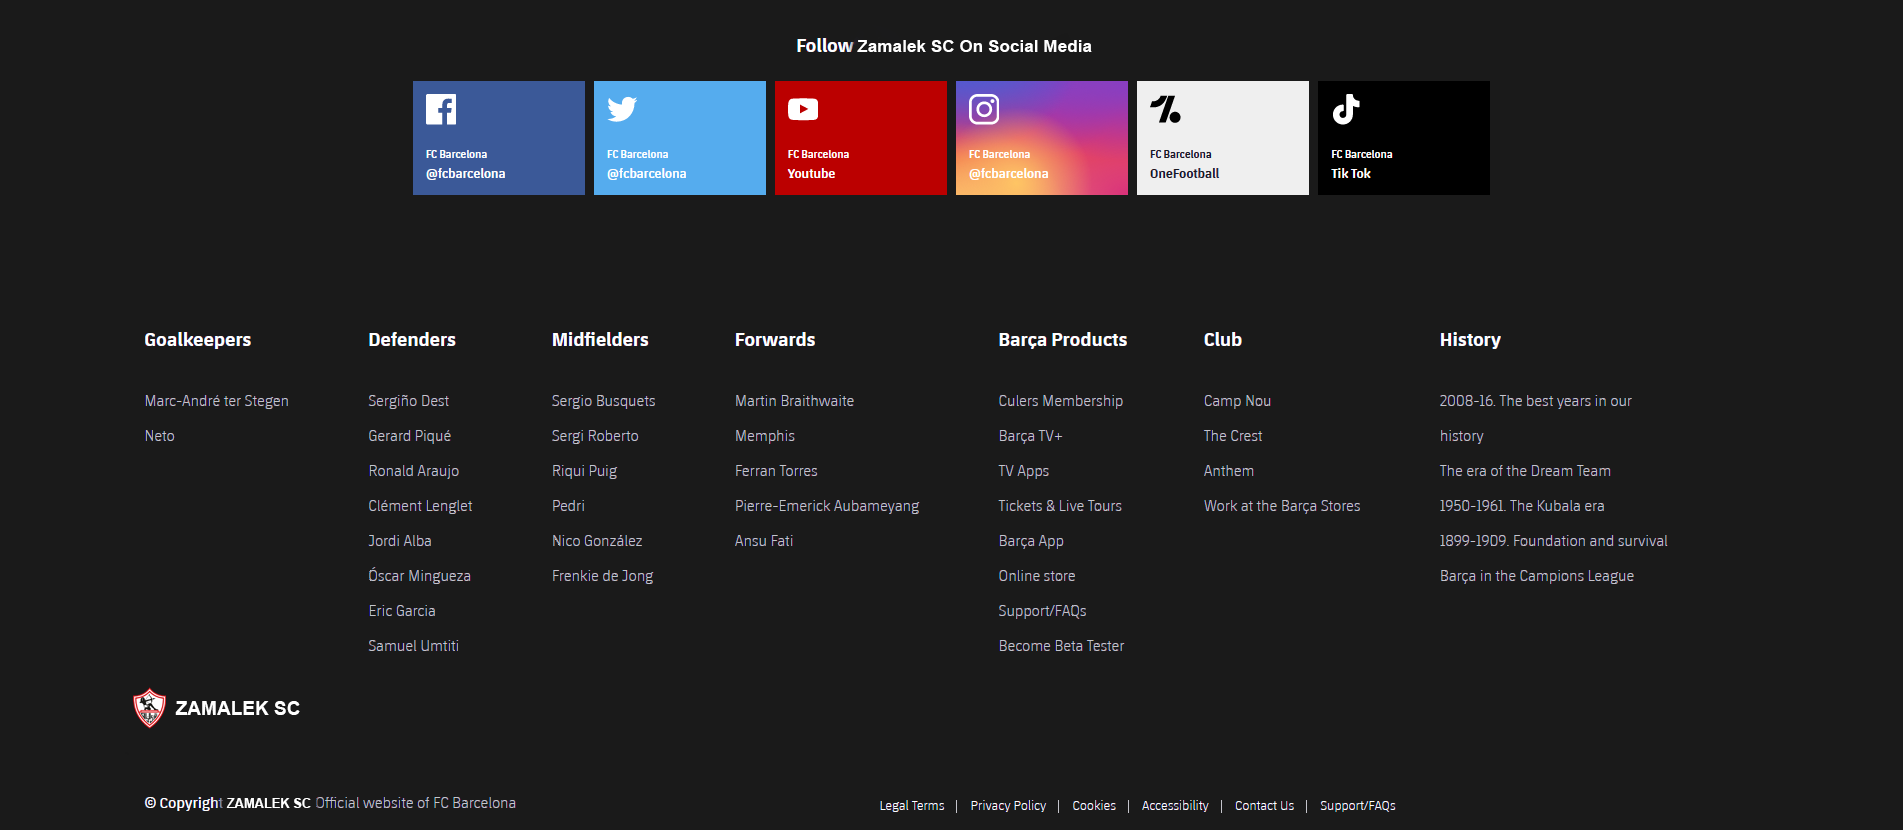 Follow Zamalek SC On Social Media
FC Barcelona
@fcbarcelona
FC Barcelona
@fcbarcelona
FC Barcelona
Youtube
FC Barcelona
@fcbarcelona
FC Barcelona
OneFootball
FC Barcelona
Tik Tok
Goalkeepers
Marc-André ter Stegen
Neto
Defenders
Sergiño Dest
Gerard Piqué
Ronald Araujo
Clément Lenglet
Jordi Alba
Óscar Mingueza
Eric Garcia
Samuel Umtiti
Midfielders
Sergio Busquets
Sergi Roberto
Riqui Puig
Pedri
Nico González
Frenkie de Jong
Forwards
Martin Braithwaite
Memphis
Ferran Torres
Pierre-Emerick Aubameyang
Ansu Fati
Barça Products
Culers Membership
Barça TV+
TV Apps
Tickets & Live Tours
Barça App
Online store
Support/FAQs
Become Beta Tester
Club
Camp Nou
The Crest
Anthem
Work at the Barça Stores
History
2008-16. The best years in our
history
The era of the Dream Team
1950-1961. The Kubala era
1899-1909. Foundation and survival
Barça in the Campions League
ZAMALEK SC
© Copyright ZAMALEK SC Official website of FC Barcelona
Legal Terms | Privacy Policy | Cookies | Accessibility | Contact Us | Support/FAQs